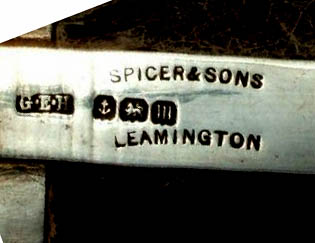 SPICER & SONS
G·E·H
LEAMINGTON